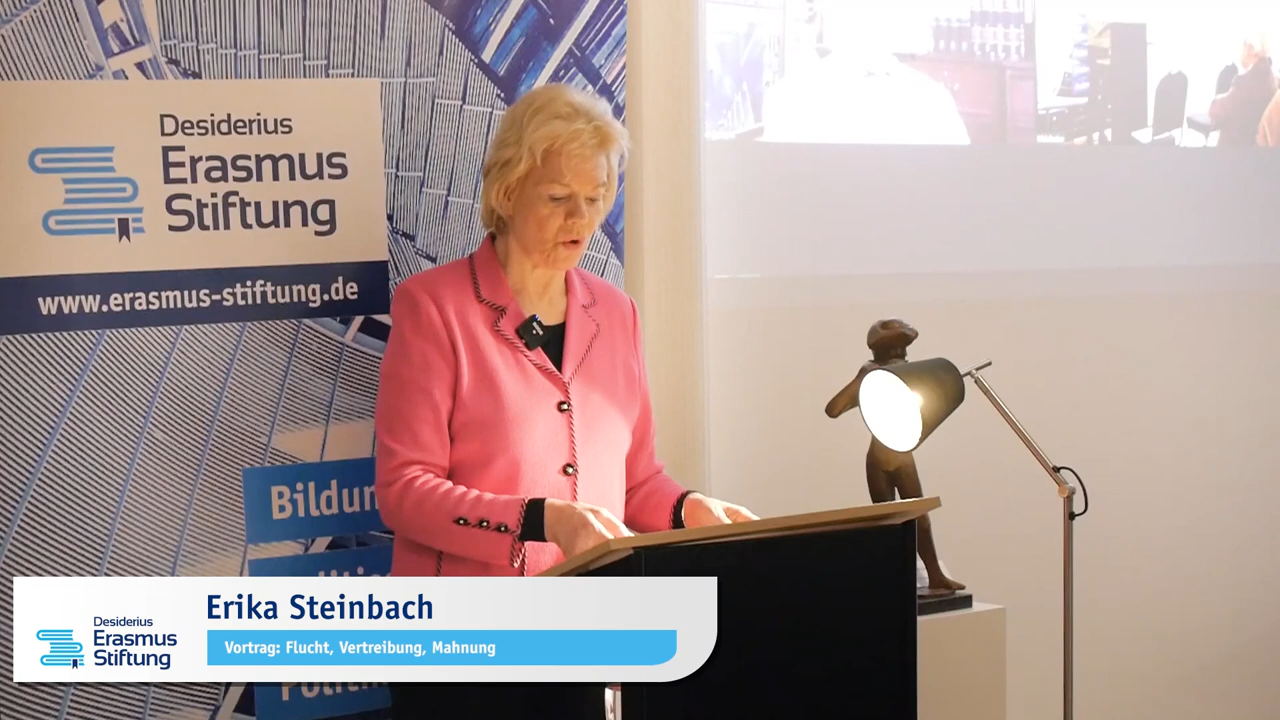 Desiderius
Erasmus
Stiftung
www.erasmus-stiftung.de
Erika Steinbach
Vortrag: Flucht, Vertreibung, Mahnung
Desiderius
Erasmus
Stiftung